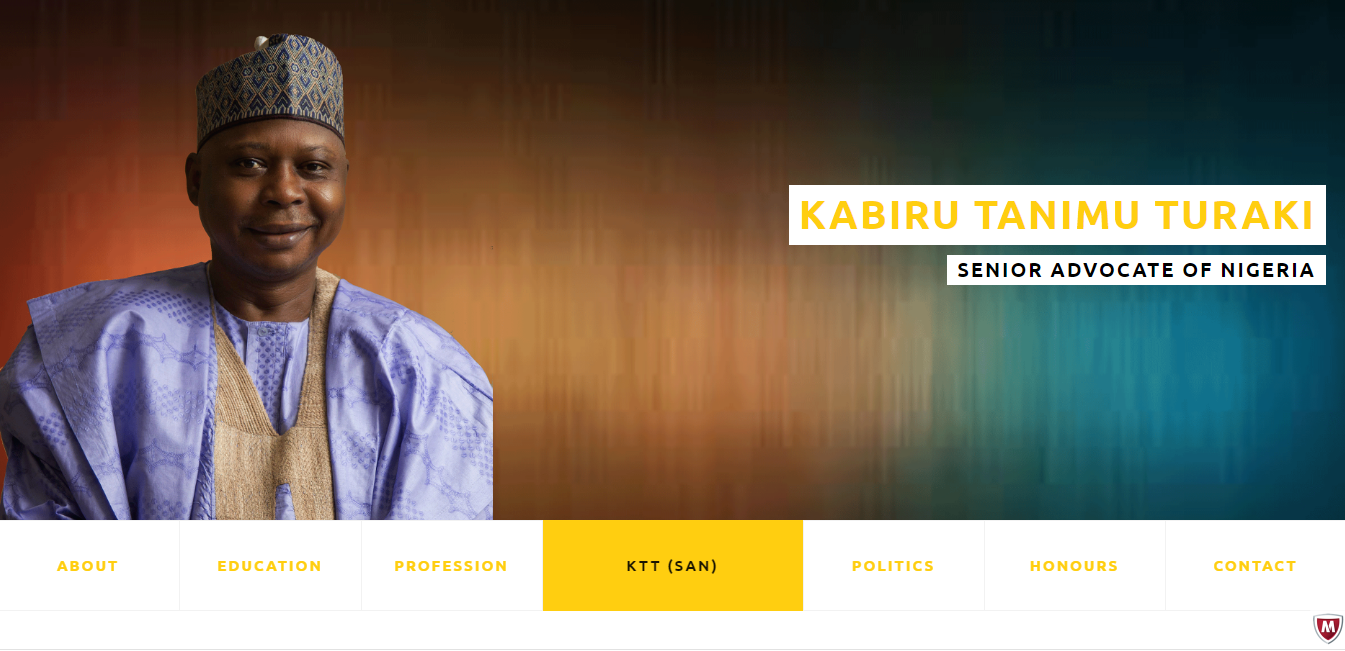 KABIRU TANIMU TURAKI
SENIOR ADVOCATE OF NIGERIA
ABOUT
EDUCATION
PROFESSION
KTT (SAN)
POLITICS
HONOURS
CONTACT
M